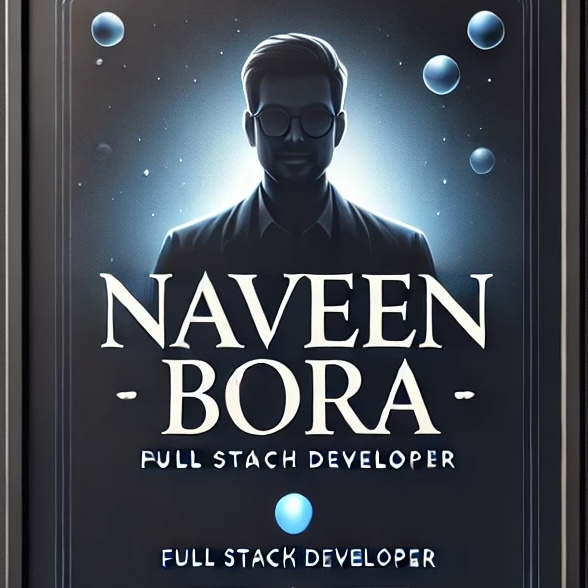 NAVEEN
- BORA -
FULL STACH DEVELOPER
FULL STACK DEVELOPER